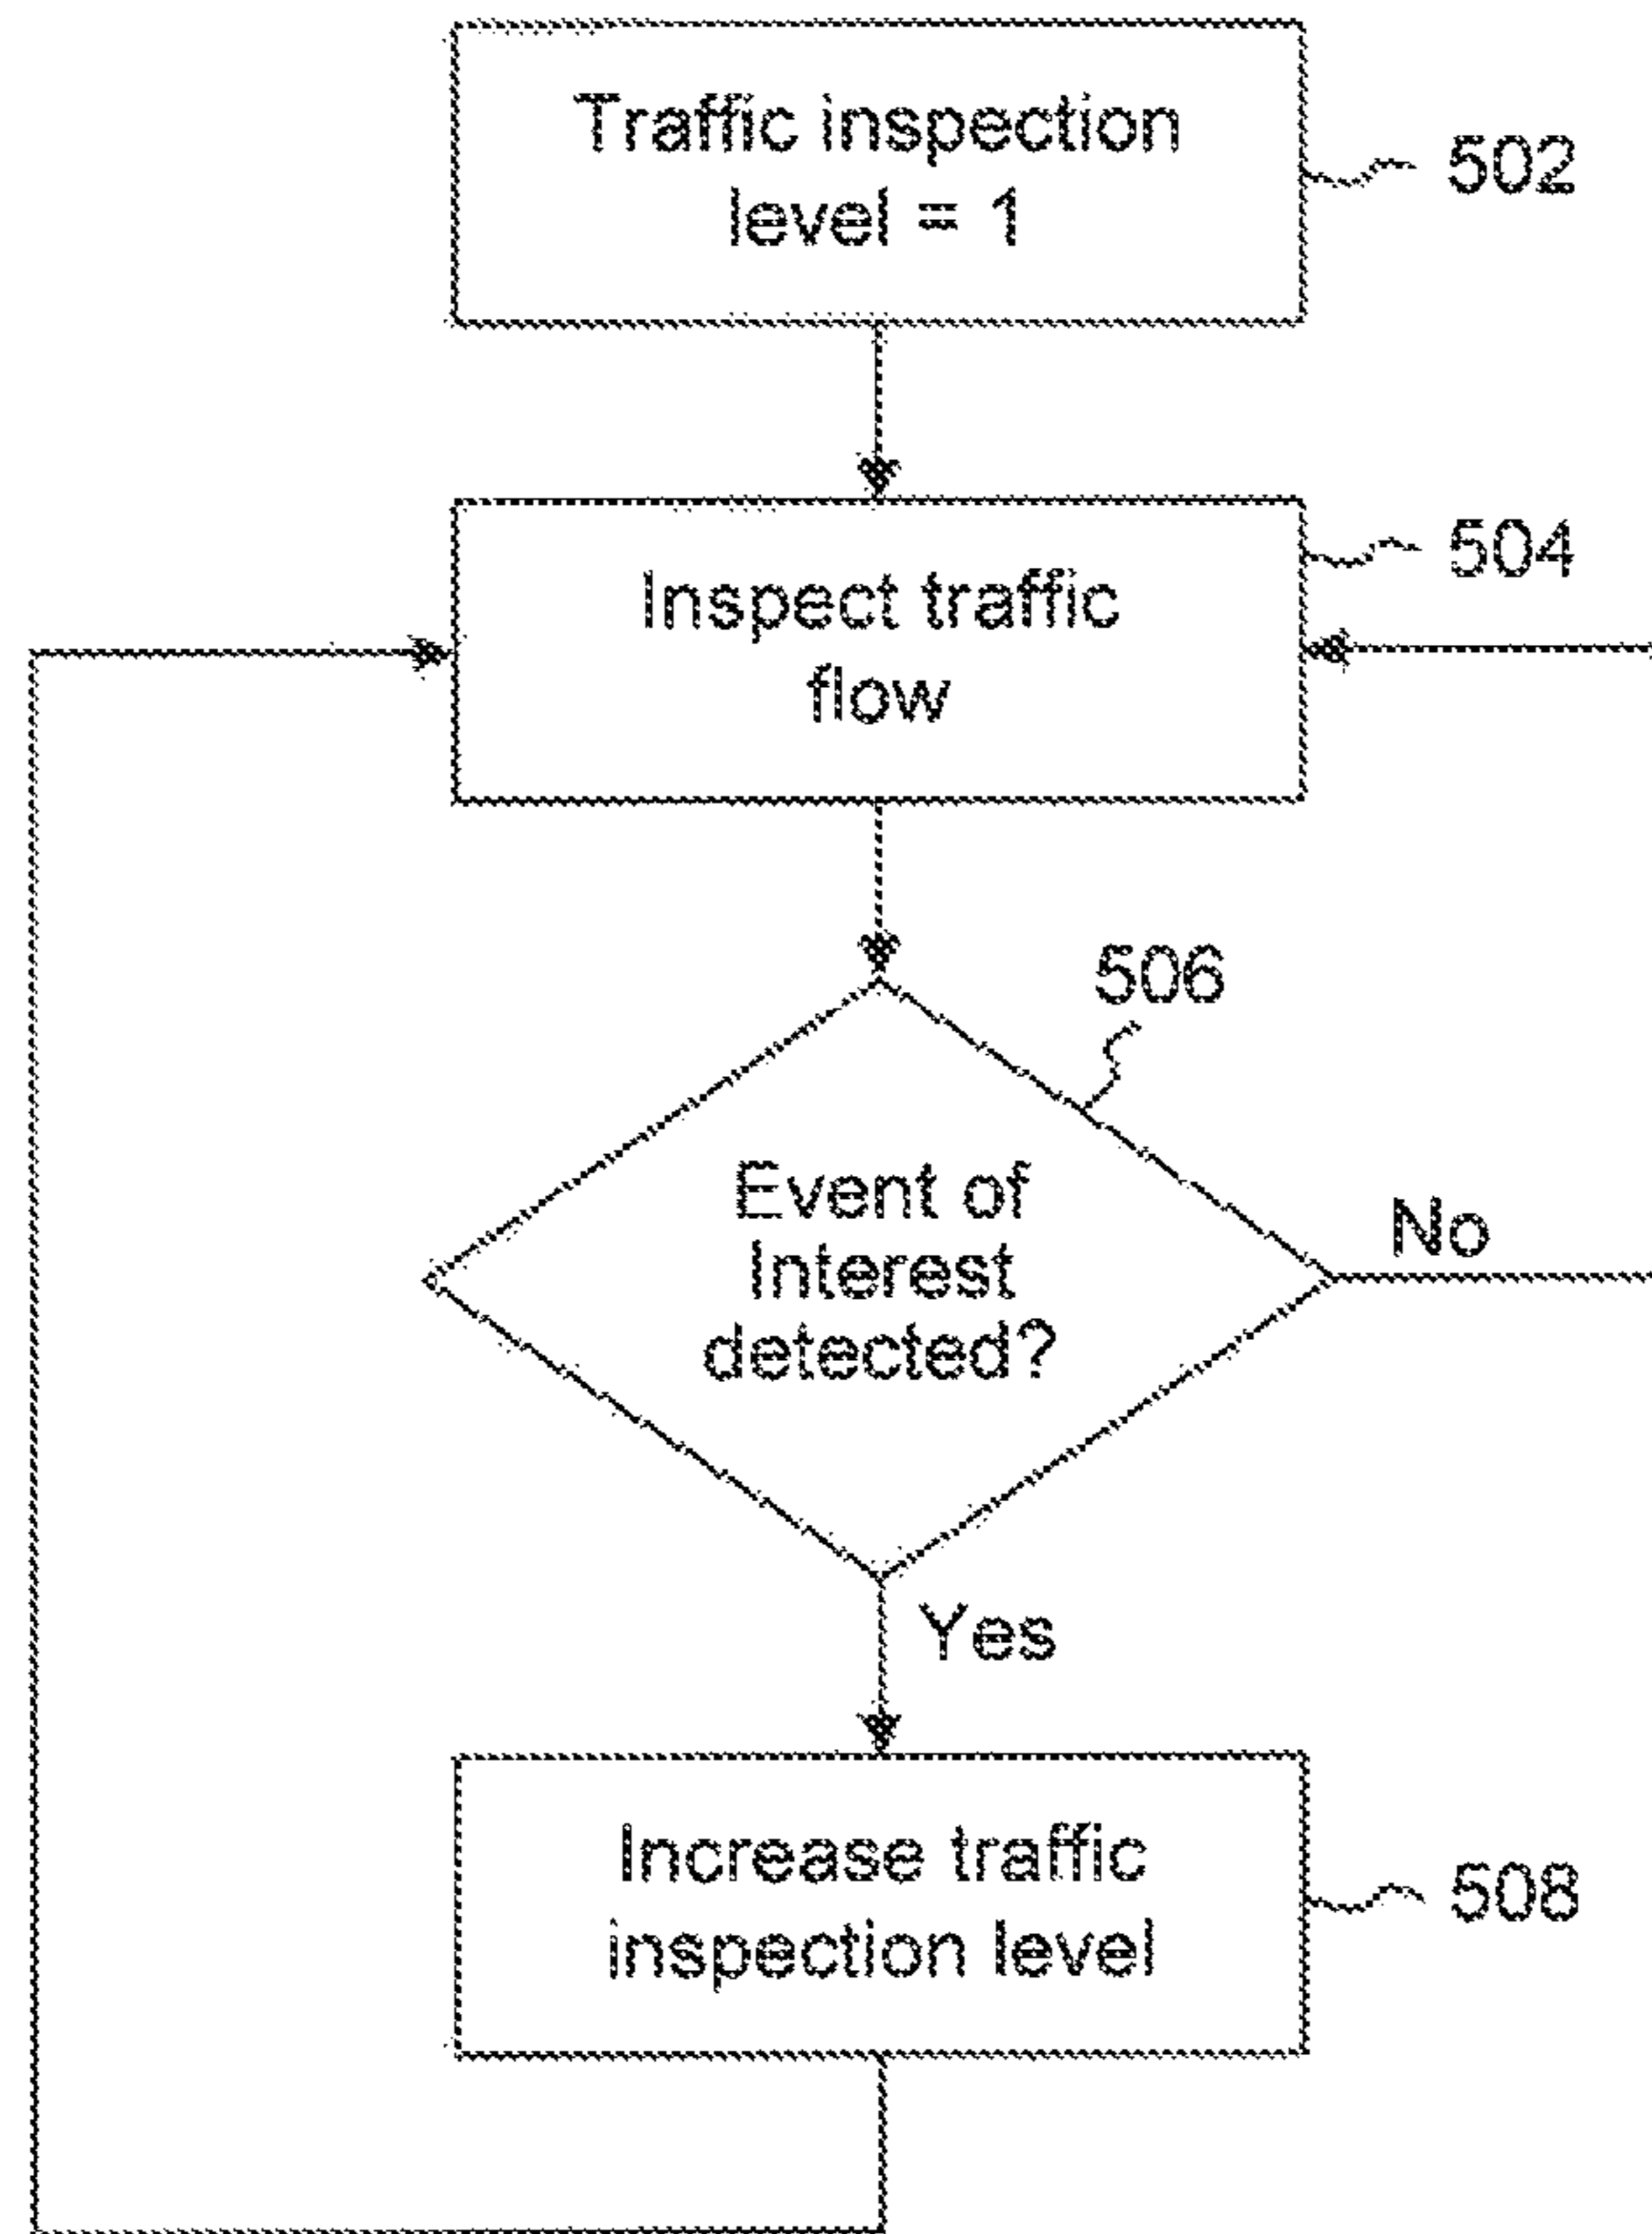 Traffic inspection
level = 1
502
Inspect traffic
flow
504
506
Event of
Interest
detected?
No
Yes
Increase traffic
inspection level
508